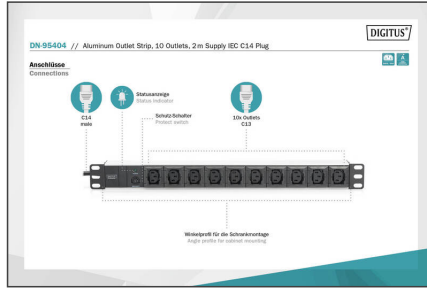 DIGITUS®
DN-95404 // Aluminum Outlet Strip, 10 Outlets, 2 m Supply IEC C14 Plug
Anschlüsse
Connections
C14
male
Statusanzeige
Status Indicator
Schutz-Schalter
Protect switch
10x Outlets
C13
Winkelprofil für die Schrankmontage
Angle profile for cabinet mounting